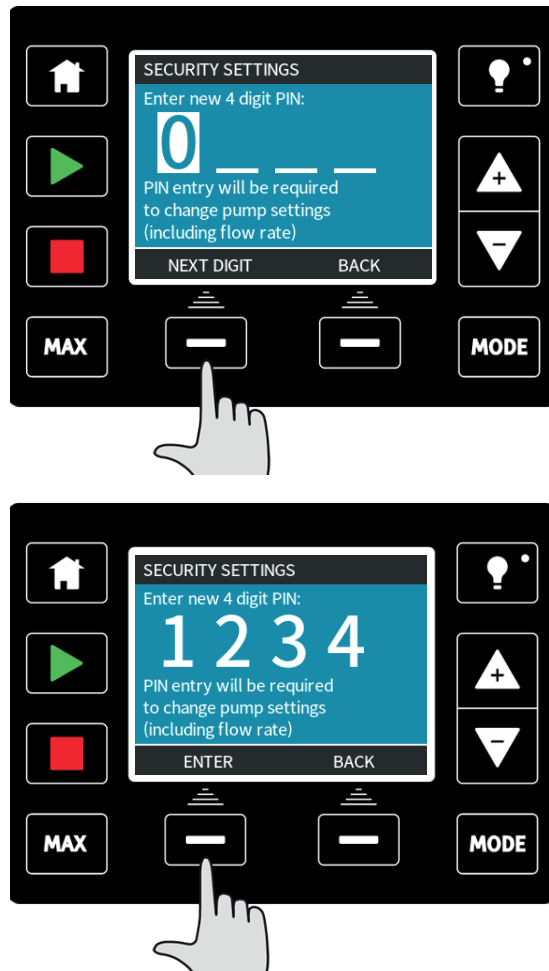 SECURITY SETTINGS
Enter new 4 digit PIN:
0 _ _ _
PIN entry will be required
to change pump settings
(including flow rate)
NEXT DIGIT BACK
+
−
MAX
MODE
SECURITY SETTINGS
Enter new 4 digit PIN:
1 2 3 4
PIN entry will be required
to change pump settings
(including flow rate)
ENTER BACK
+
−
MAX
MODE